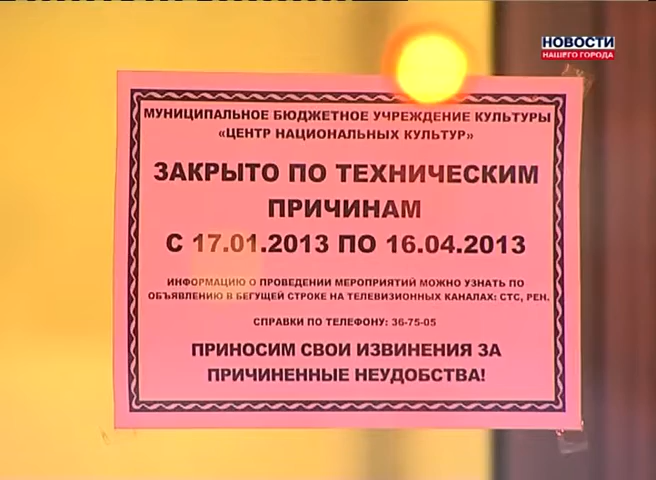 НОВОСТИ
НАШЕГО ГОРОДА
МУНИЦИПАЛЬНОЕ БЮДЖЕТНОЕ УЧРЕЖДЕНИЕ КУЛЬТУРЫ
«ЦЕНТР НАЦИОНАЛЬНЫХ КУЛЬТУР»
ЗАКРЫТО ПО ТЕХНИЧЕСКИМ
ПРИЧИНАМ
С 17.01.2013 ПО 16.04.2013
ИНФОРМАЦИЮ О ПРОВЕДЕНИИ МЕРОПРИЯТИЙ МОЖНО УЗНАТЬ ПО
ОБЪЯВЛЕНИЮ В БЕГУЩЕЙ СТРОКЕ НА ТЕЛЕВИЗИОННЫХ КАНАЛАХ: СТС, РЕН.
СПРАВКИ ПО ТЕЛЕФОНУ: 36-75-05
ПРИНОСИМ СВОИ ИЗВИНЕНИЯ ЗА
ПРИЧИНЕННЫЕ НЕУДОБСТВА!